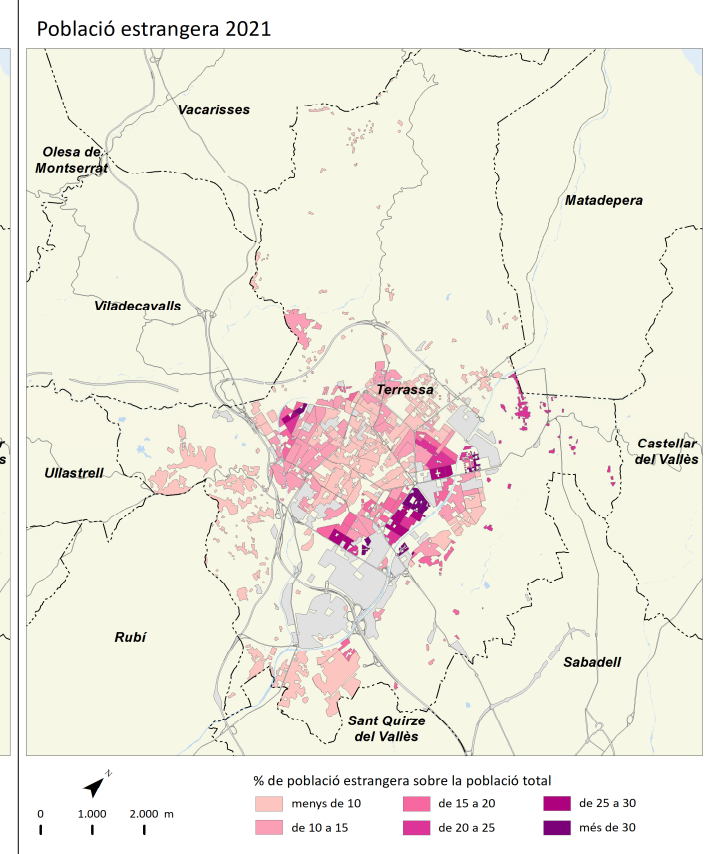 Població estrangera 2021
Vacarisses
Olesa de
Montserrat
Matadepera
Viladecavalls
Terrassa
Castellar
del Vallès
Ullastrell
Rubí
Sabadell
Sant Quirze
del Vallès
N
% de població estrangera sobre la població total
0 1.000 2.000 m
menys de 10
de 15 a 20
de 25 a 30
de 10 a 15
de 20 a 25
més de 30